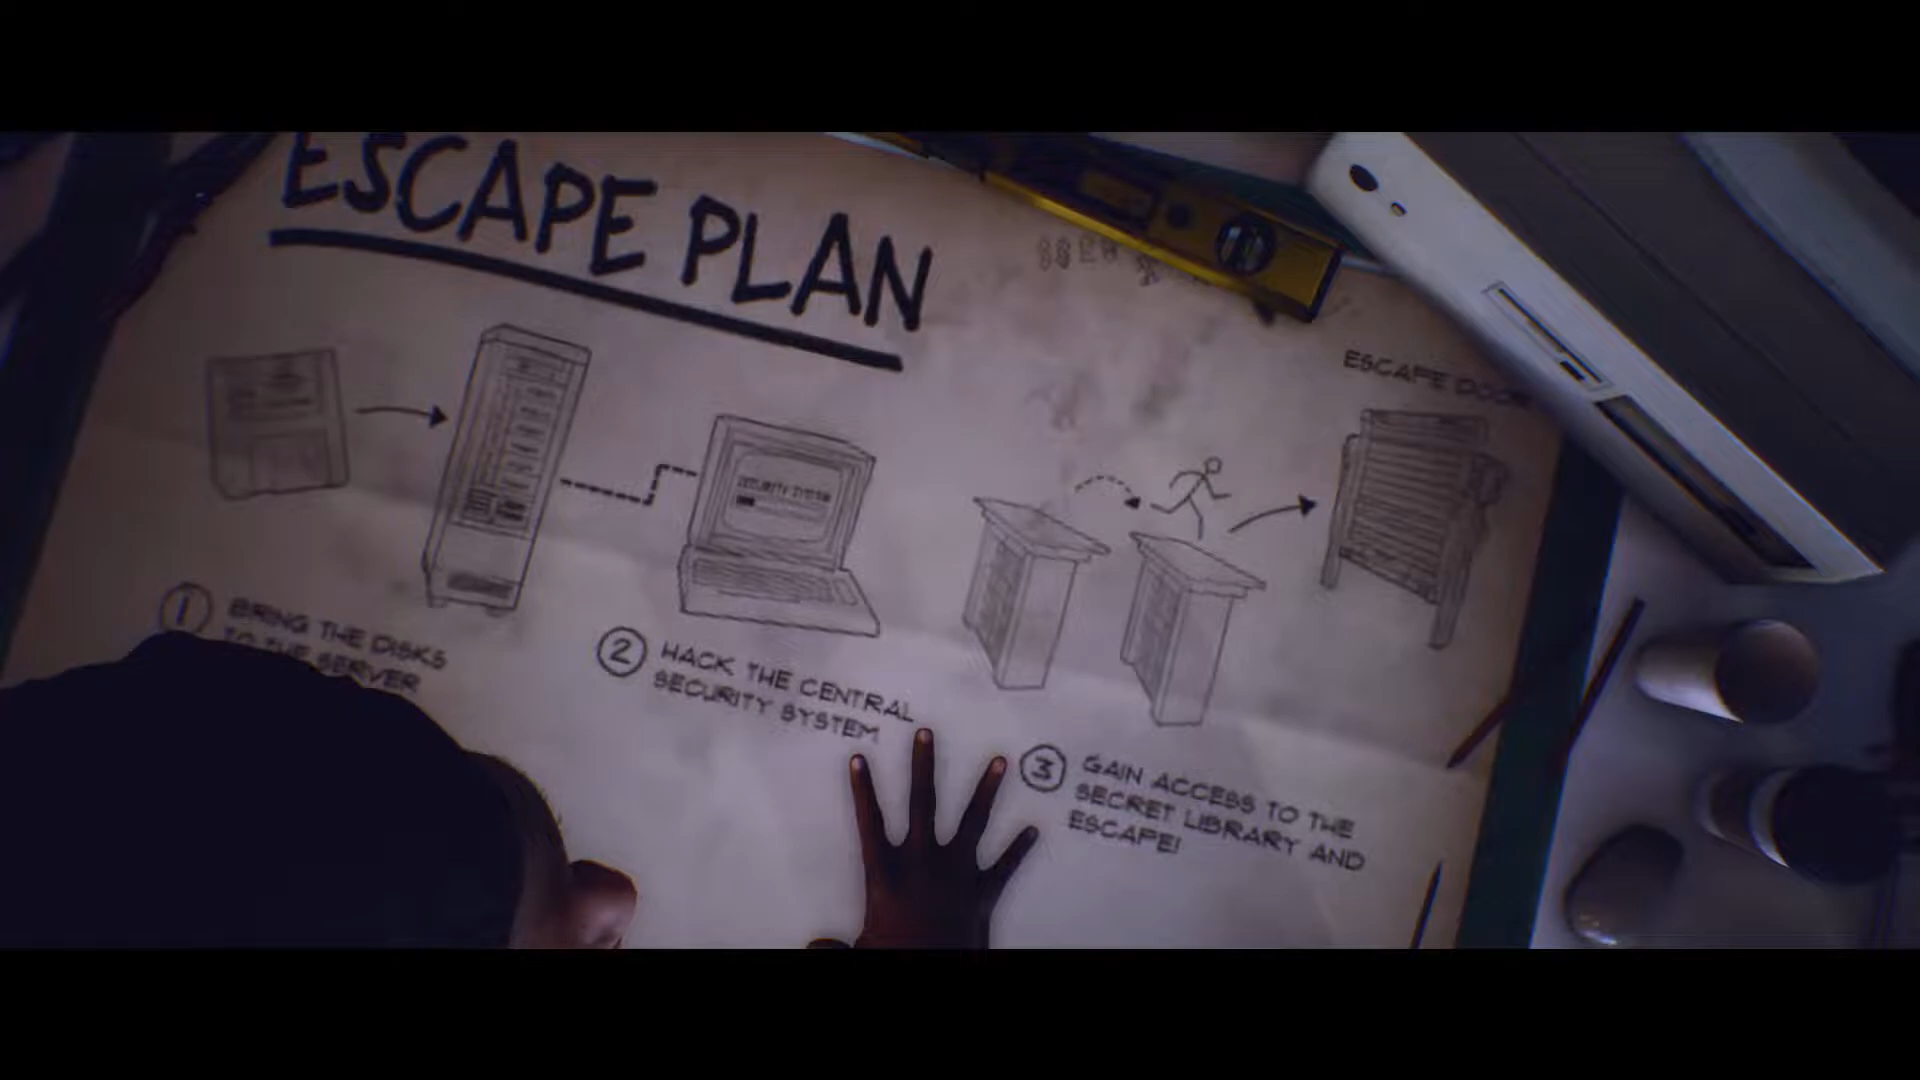 ESCAPE PLAN
ESCAPE DOOR
SECURITY SYSTEM
1 BRING THE DISKS
TO THE SERVER
2 HACK THE CENTRAL
SECURITY SYSTEM
3 GAIN ACCESS TO THE
SECRET LIBRARY AND
ESCAPE!